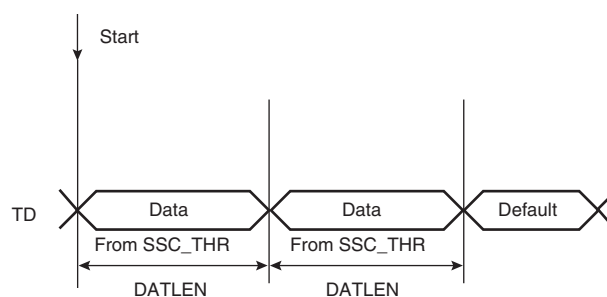 Start
TD Data Data Default
From SSC_THR From SSC_THR
DATLEN DATLEN